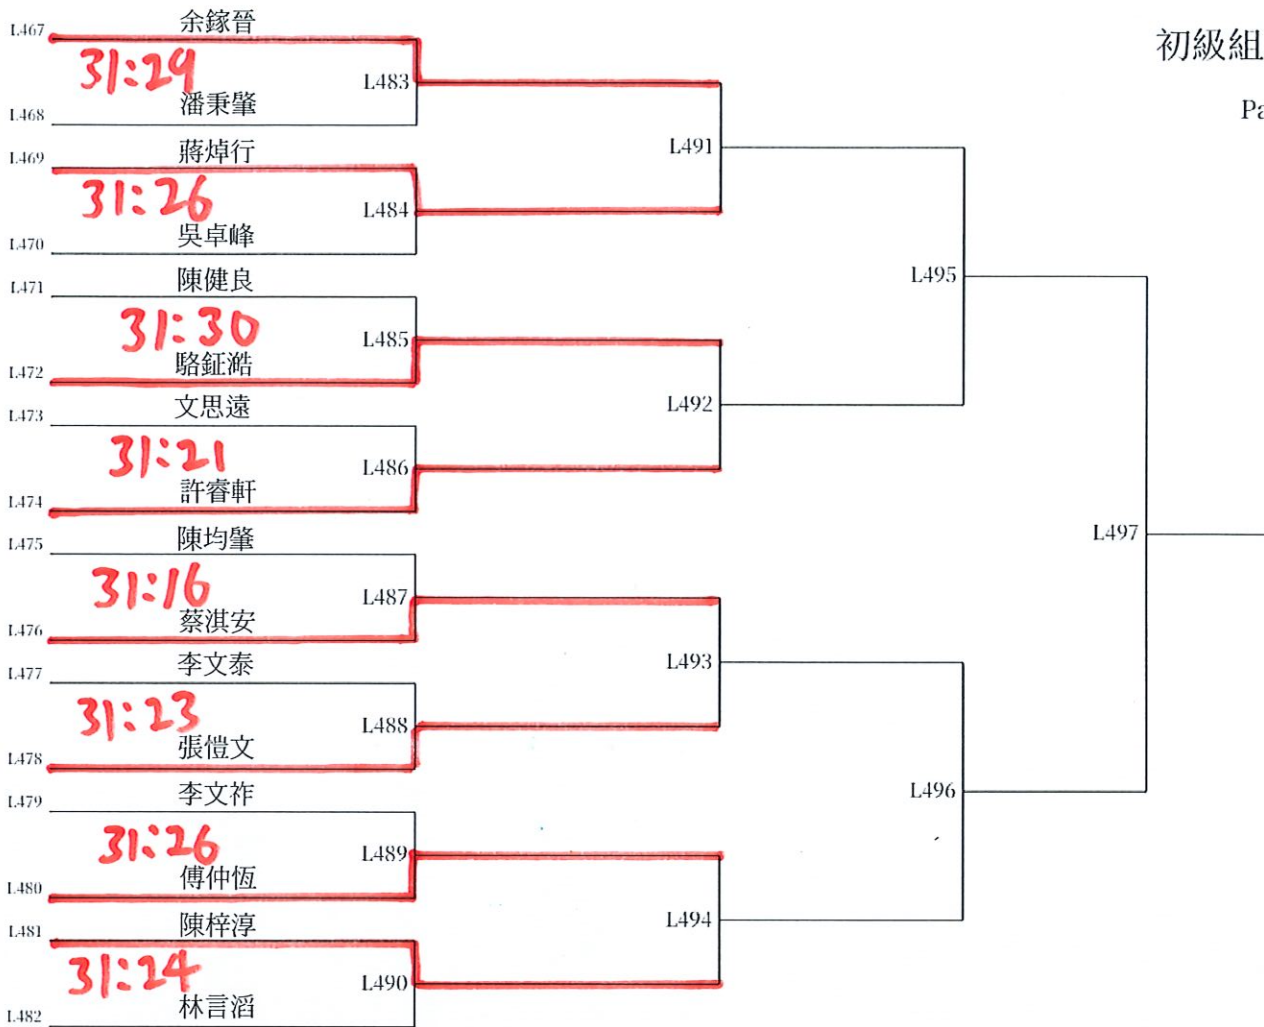 初級組
Pa
L467 余鎵晉
31:29
L483
L468 潘秉肇
L469 蔣焯行
31:26
L484
L470 吳卓峰
L491
L471 陳健良
31:30
L485
L472 駱鉦澔
L473 文思遠
31:21
L486
L474 許睿軒
L492
L495
L475 陳均肇
31:16
L487
L476 蔡淇安
L477 李文泰
31:23
L488
L478 張愷文
L493
L479 李文祚
31:26
L489
L480 傅仲恆
L481 陳梓淳
31:24
L490
L482 林言滔
L494
L496
L497